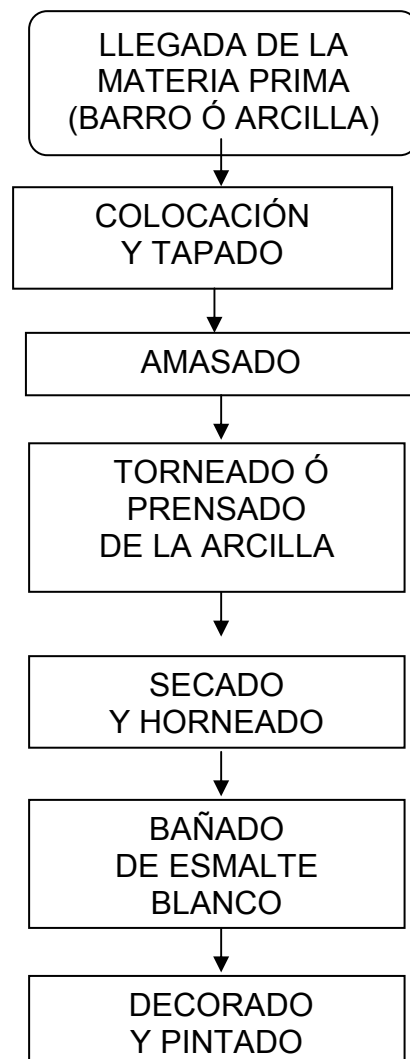 LLEGADA DE LA
MATERIA PRIMA
(BARRO Ó ARCILLA)
COLOCACIÓN
Y TAPADO
AMASADO
TORNEADO Ó
PRENSADO
DE LA ARCILLA
SECADO
Y HORNEADO
BAÑADO
DE ESMALTE
BLANCO
DECORADO
Y PINTADO